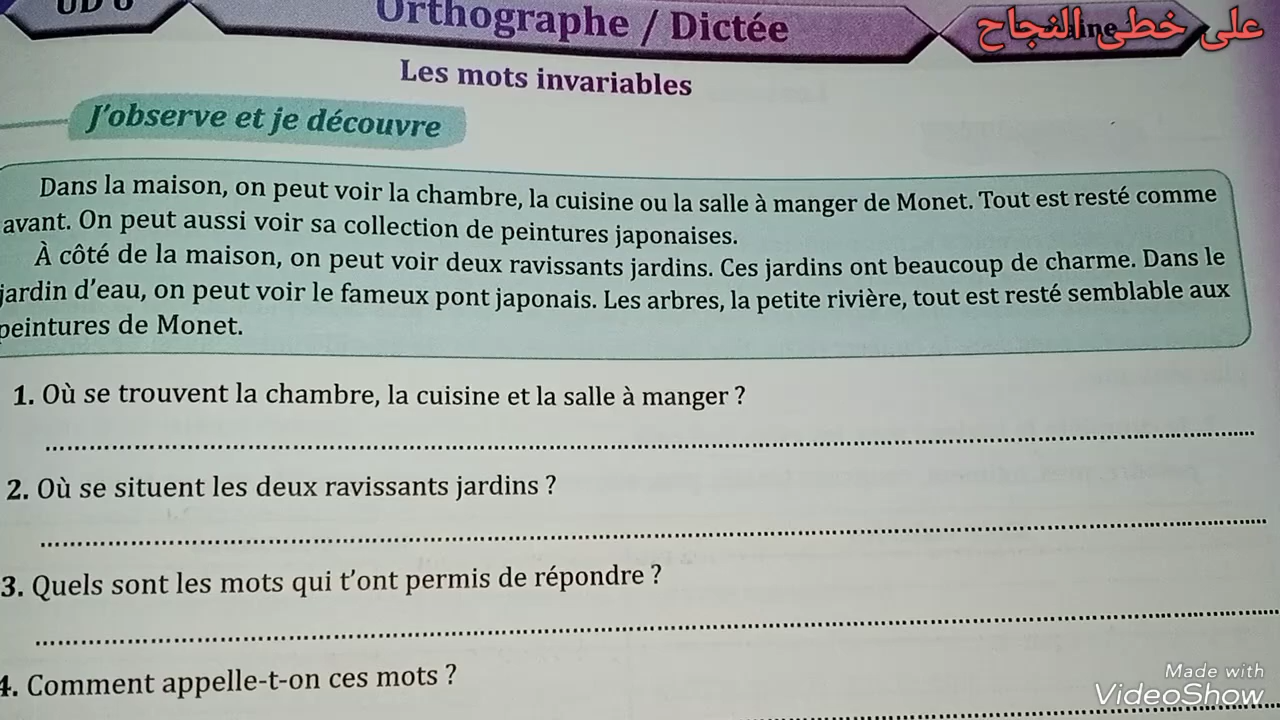 Orthographe / Dictée
على خطى النجاح
Les mots invariables
J'observe et je découvre
Dans la maison, on peut voir la chambre, la cuisine ou la salle à manger de Monet. Tout est resté comme
avant. On peut aussi voir sa collection de peintures japonaises.
À côté de la maison, on peut voir deux ravissants jardins. Ces jardins ont beaucoup de charme. Dans le
jardin d'eau, on peut voir le fameux pont japonais. Les arbres, la petite rivière, tout est resté semblable aux
peintures de Monet.
1. Où se trouvent la chambre, la cuisine et la salle à manger ?
2. Où se situent les deux ravissants jardins ?
3. Quels sont les mots qui t'ont permis de répondre ?
4. Comment appelle-t-on ces mots ?
Made with
VideoShow